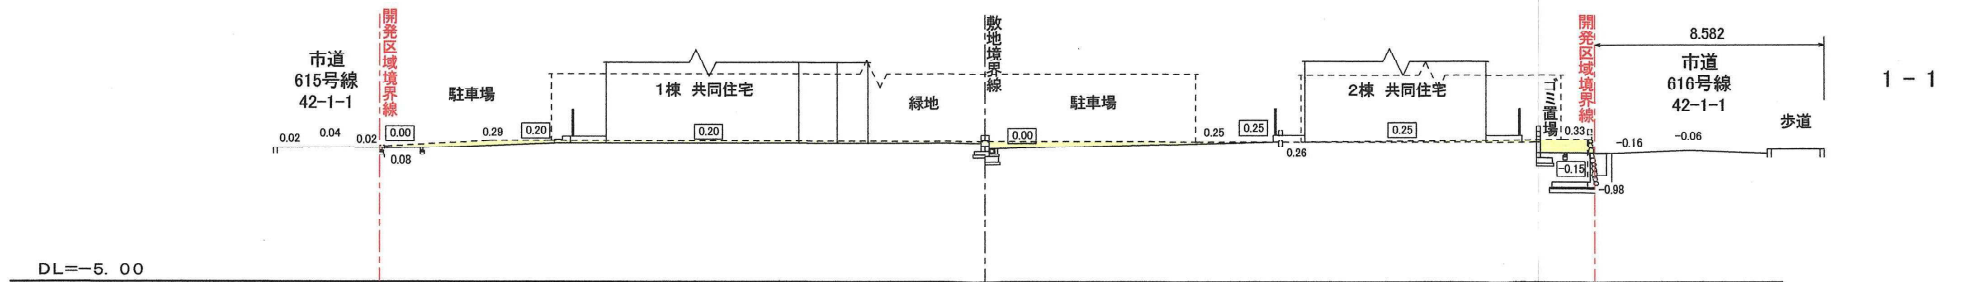 開発区域境界線
敷地境界線
開発区域境界線
8.582
市道
615号線
42-1-1
市道
616号線
42-1-1
1-1
駐車場
1棟 共同住宅
緑地
駐車場
2棟 共同住宅
ゴミ置場
歩道
0.02
0.04
0.02
0.00
0.29
0.20
0.20
0.00
0.25
0.25
0.25
0.33
-0.16
-0.06
0.08
0.26
-0.15
-0.98
DL=-5.00